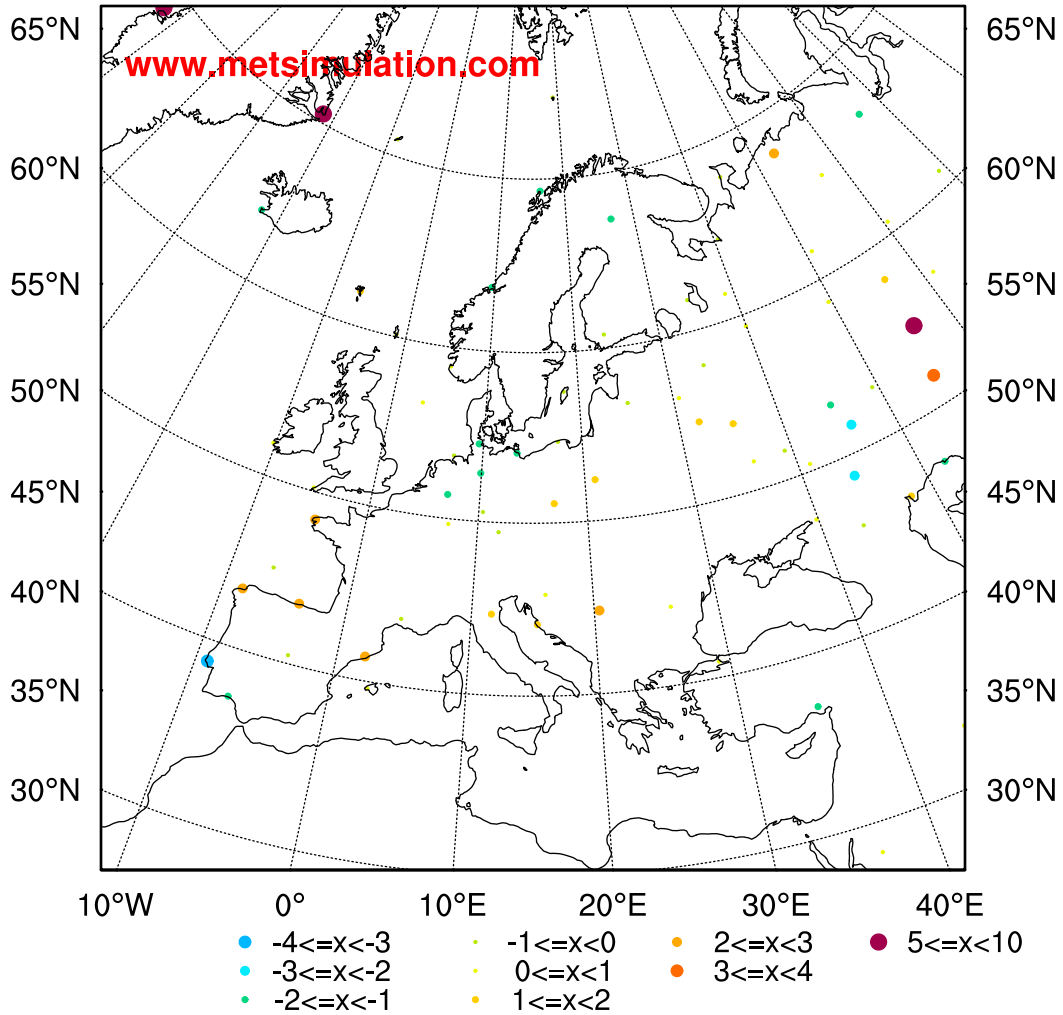 65°N 65°N
www.metsimulation.com
60°N 60°N
55°N 55°N
50°N 50°N
45°N 45°N
40°N 40°N
35°N 35°N
30°N 30°N
10°W 0° 10°E 20°E 30°E 40°E
-4<=x<-3 -1<=x<0 2<=x<3 5<=x<10
-3<=x<-2 0<=x<1 3<=x<4
-2<=x<-1 1<=x<2